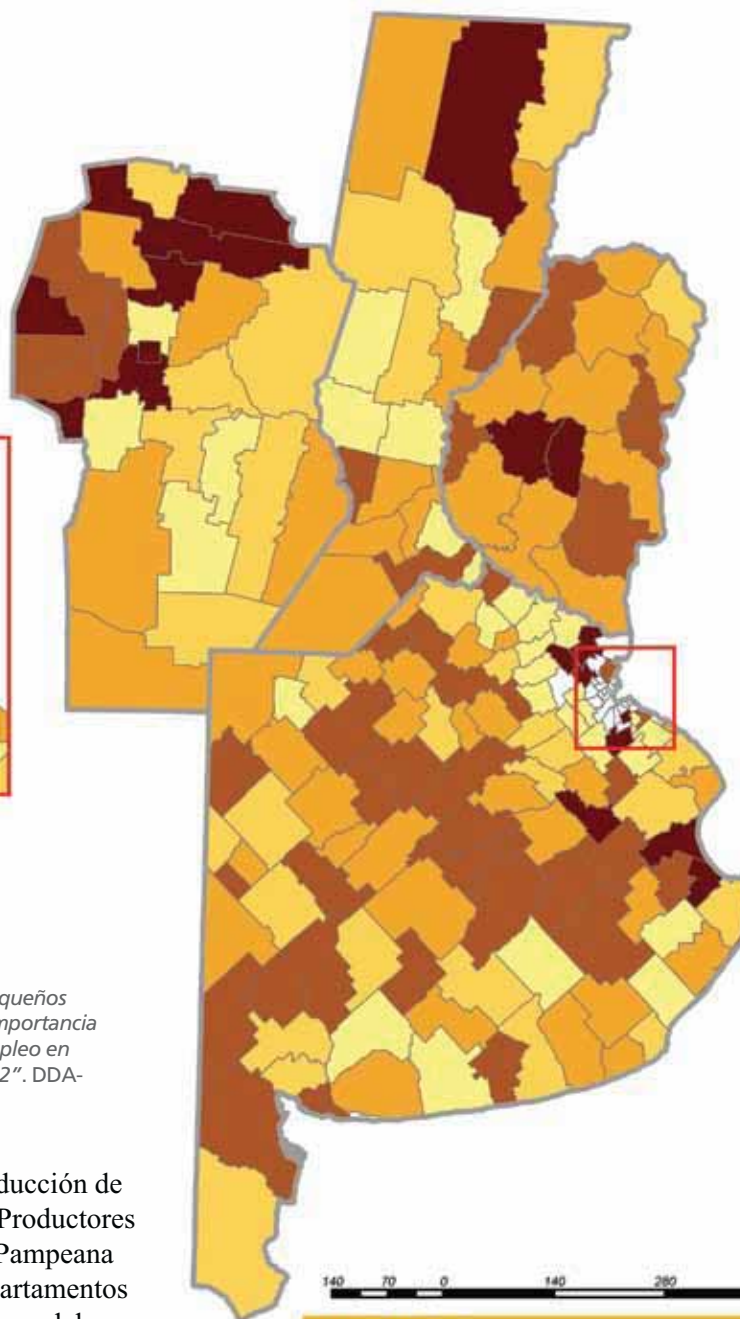 queños
mportancia
pleo en
2". DDA-
ducción de
Productores
Pampeana
artamentos
140 70 0 140 280